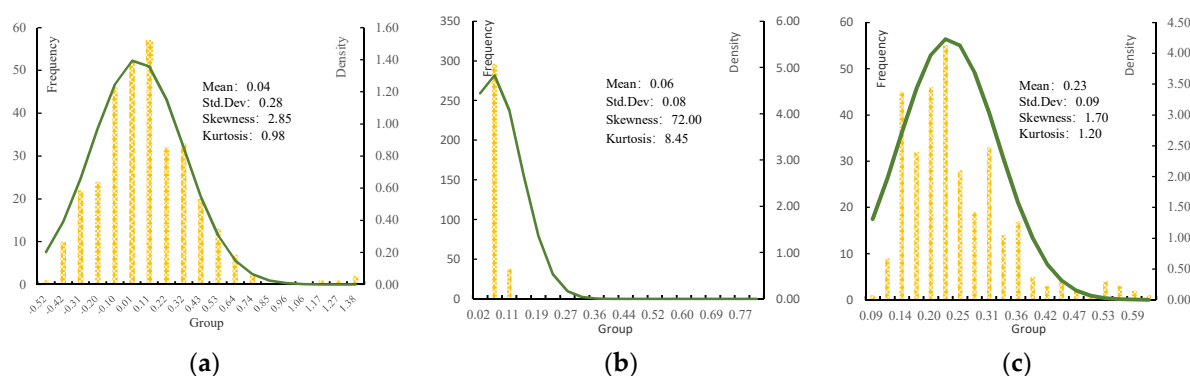 60
50
40
30
20
10
0
Frequency
1.60
1.40
1.20
1.00
0.80
0.60
0.40
0.20
0.00
Density
Mean: 0.04
Std.Dev: 0.28
Skewness: 2.85
Kurtosis: 0.98
-0.52 -0.42 -0.31 -0.20 -0.10 0.01 0.11 0.22 0.32 0.43 0.53 0.64 0.74 0.85 0.96 1.06 1.17 1.27 1.38
Group
(a)
350
300
250
200
150
100
50
0
Frequency
6.00
5.00
4.00
3.00
2.00
1.00
0.00
Density
Mean: 0.06
Std.Dev: 0.08
Skewness: 72.00
Kurtosis: 8.45
0.02 0.11 0.19 0.27 0.36 0.44 0.52 0.60 0.69 0.77
Group
(b)
60
50
40
30
20
10
0
Frequency
4.50
4.00
3.50
3.00
2.50
2.00
1.50
1.00
0.50
0.00
Density
Mean: 0.23
Std.Dev: 0.09
Skewness: 1.70
Kurtosis: 1.20
0.09 0.14 0.20 0.25 0.31 0.36 0.42 0.47 0.53 0.59
Group
(c)